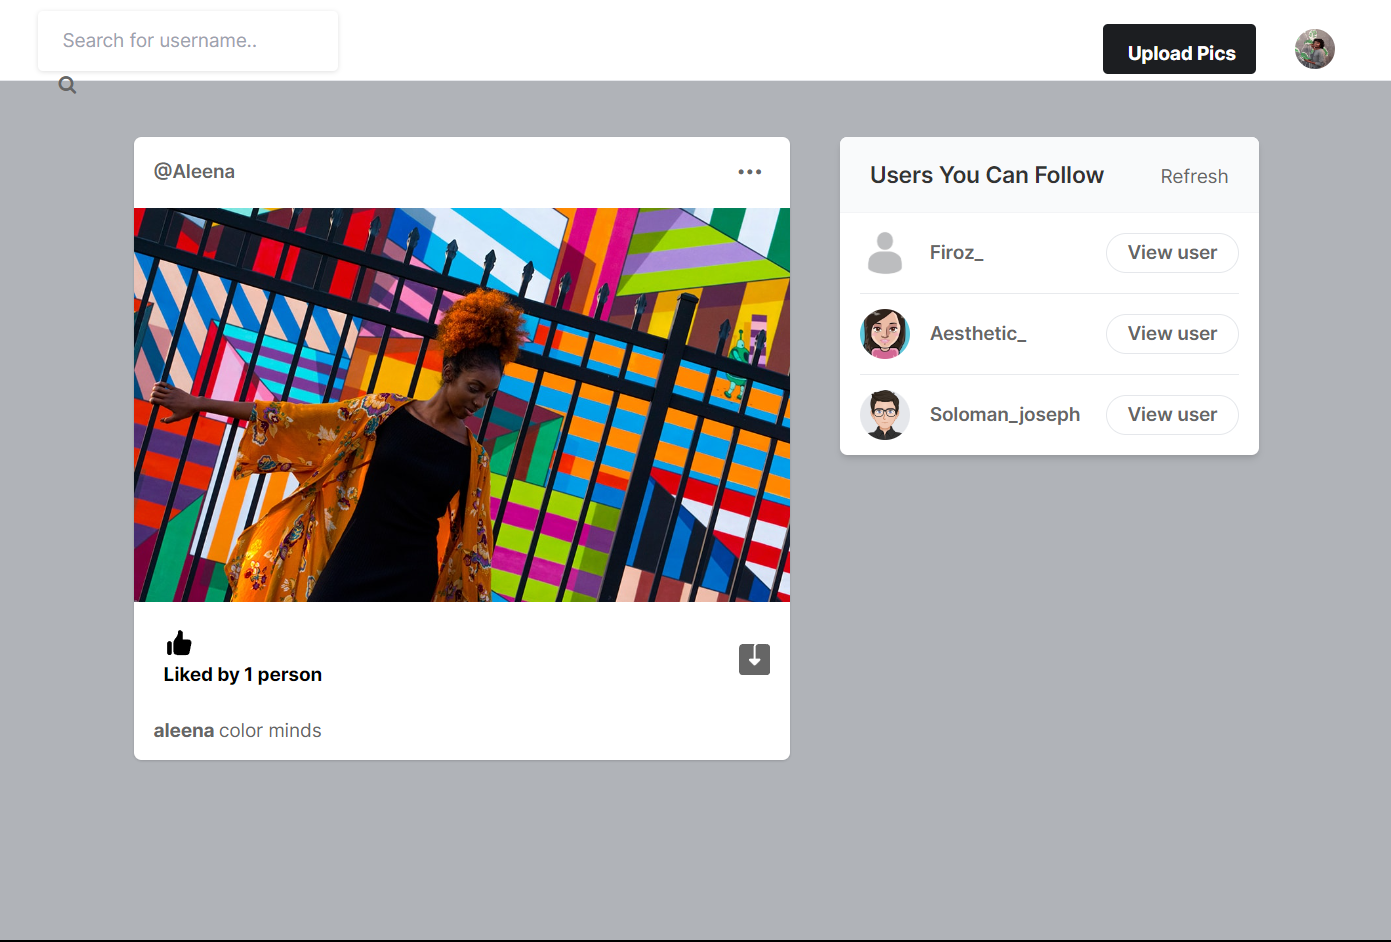 Search for username..
Upload Pics
@Aleena
Users You Can Follow
Refresh
Firoz_
View user
Aesthetic_
View user
Soloman_joseph
View user
Liked by 1 person
aleena color minds